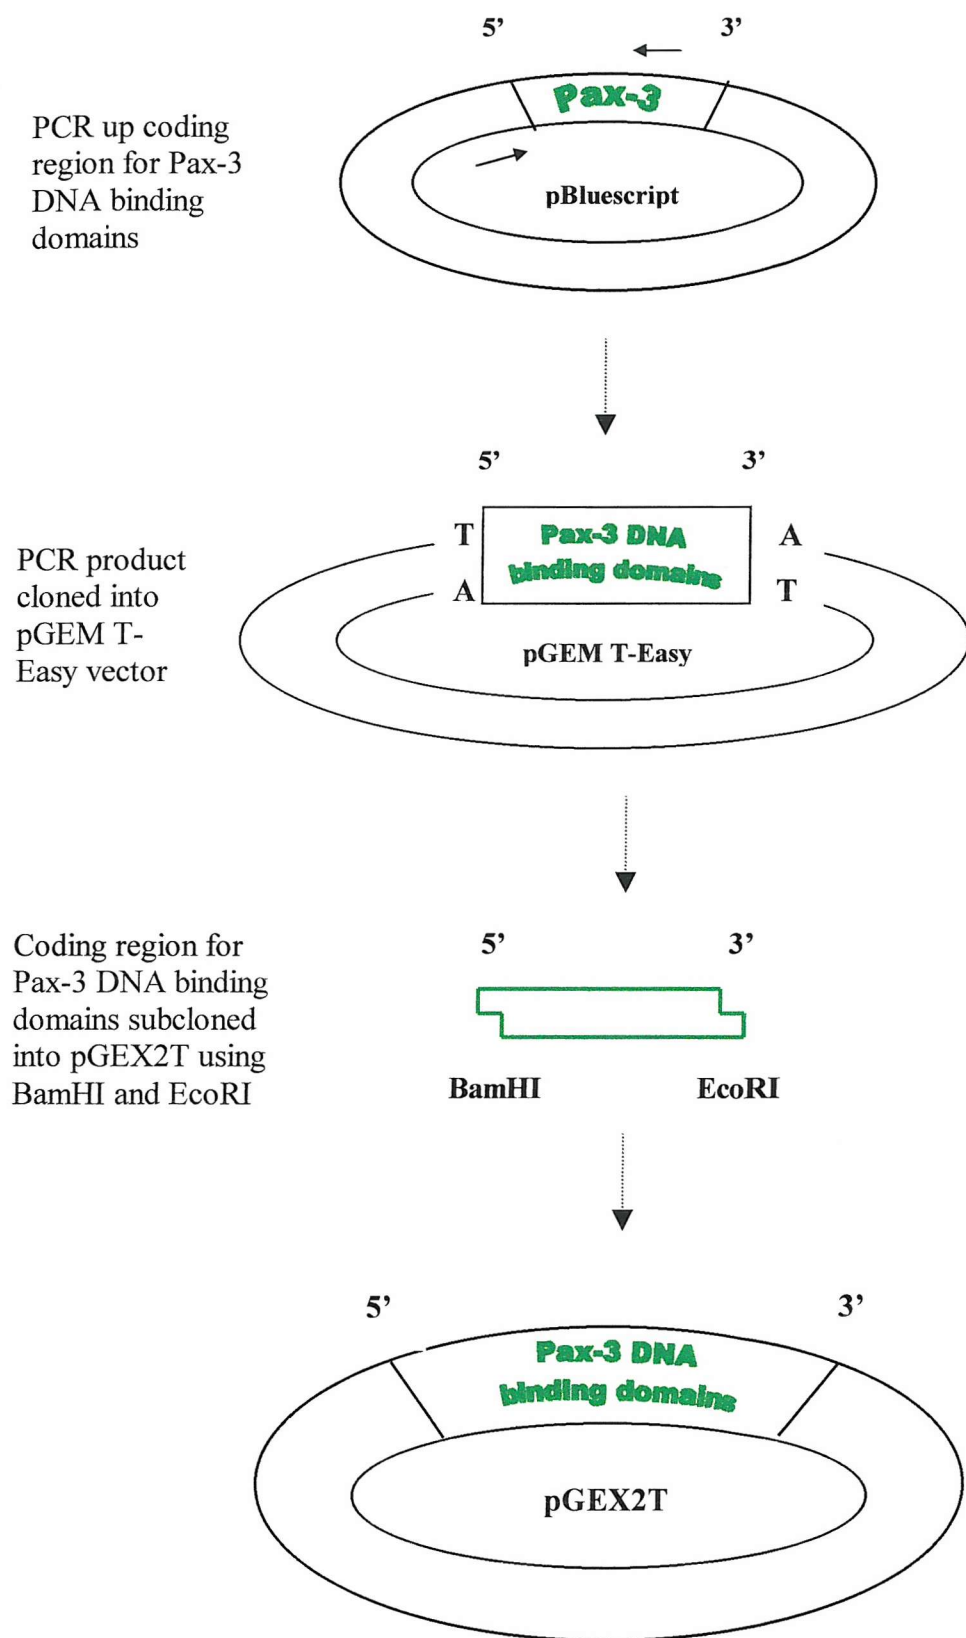 5’ 3’
Pax-3
PCR up coding
region for Pax-3
DNA binding
domains
pBluescript
5’ 3’
T Pax-3 DNA A
binding domains
A T
PCR product
cloned into
pGEM T-
Easy vector
pGEM T-Easy
Coding region for
Pax-3 DNA binding
domains subcloned
into pGEX2T using
BamHI and EcoRI
5’ 3’
BamHI EcoRI
5’ 3’
Pax-3 DNA
binding domains
pGEX2T